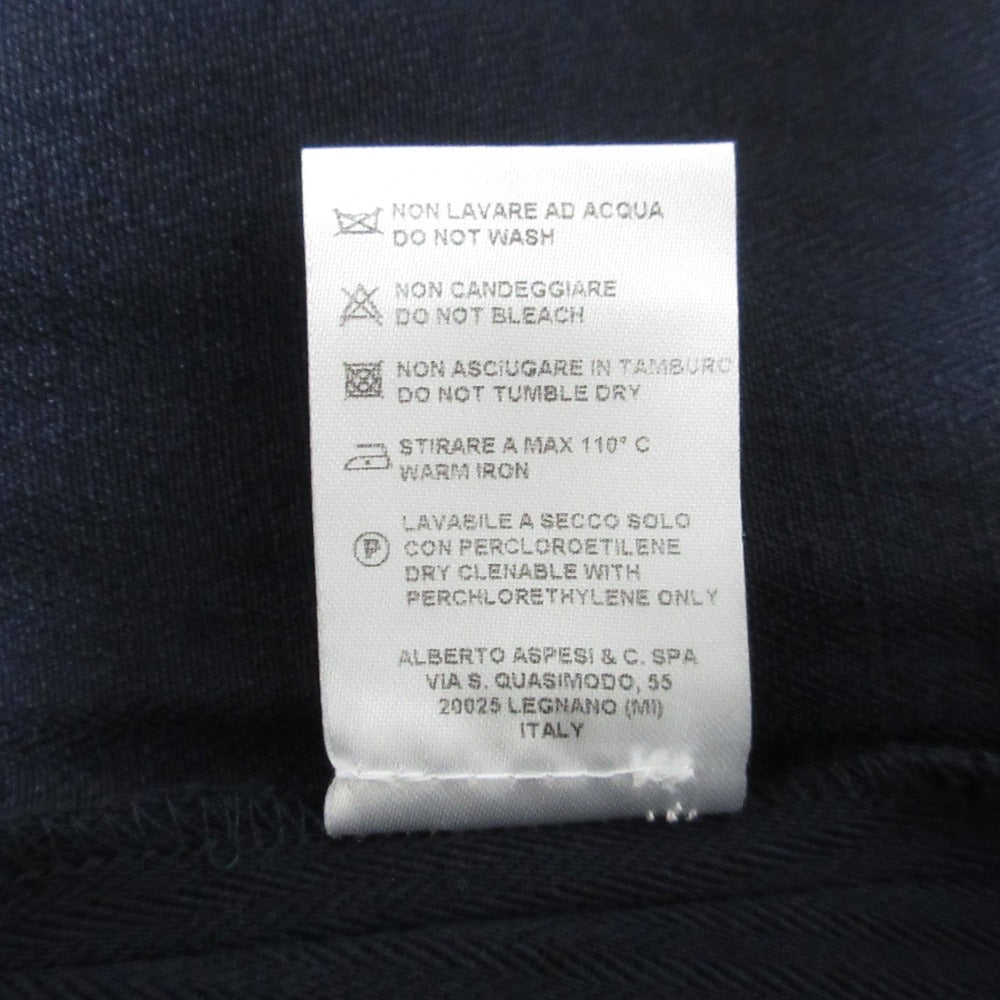 NON LAVARE AD ACQUA
DO NOT WASH
NON CANDEGGIARE
DO NOT BLEACH
NON ASCIUGARE IN TAMBURO
DO NOT TUMBLE DRY
STIRARE A MAX 110° C
WARM IRON
P
LAVABILE A SECCO SOLO
CON PERCLOROETILENE
DRY CLENABLE WITH
PERCHLORETHYLENE ONLY
ALBERTO ASPESI & C. SPA
VIA S. QUASIMODO, 55
20025 LEGNANO (MI)
ITALY